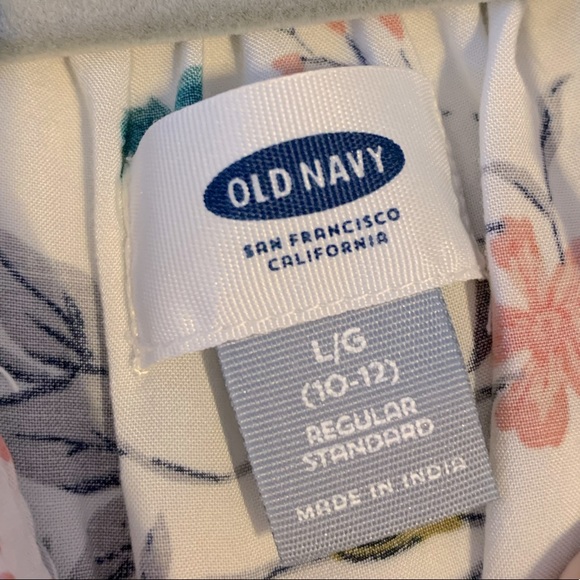 OLD NAVY
SAN FRANCISCO
CALIFORNIA
L/G
(10-12)
REGULAR
STANDARD
MADE IN INDIA